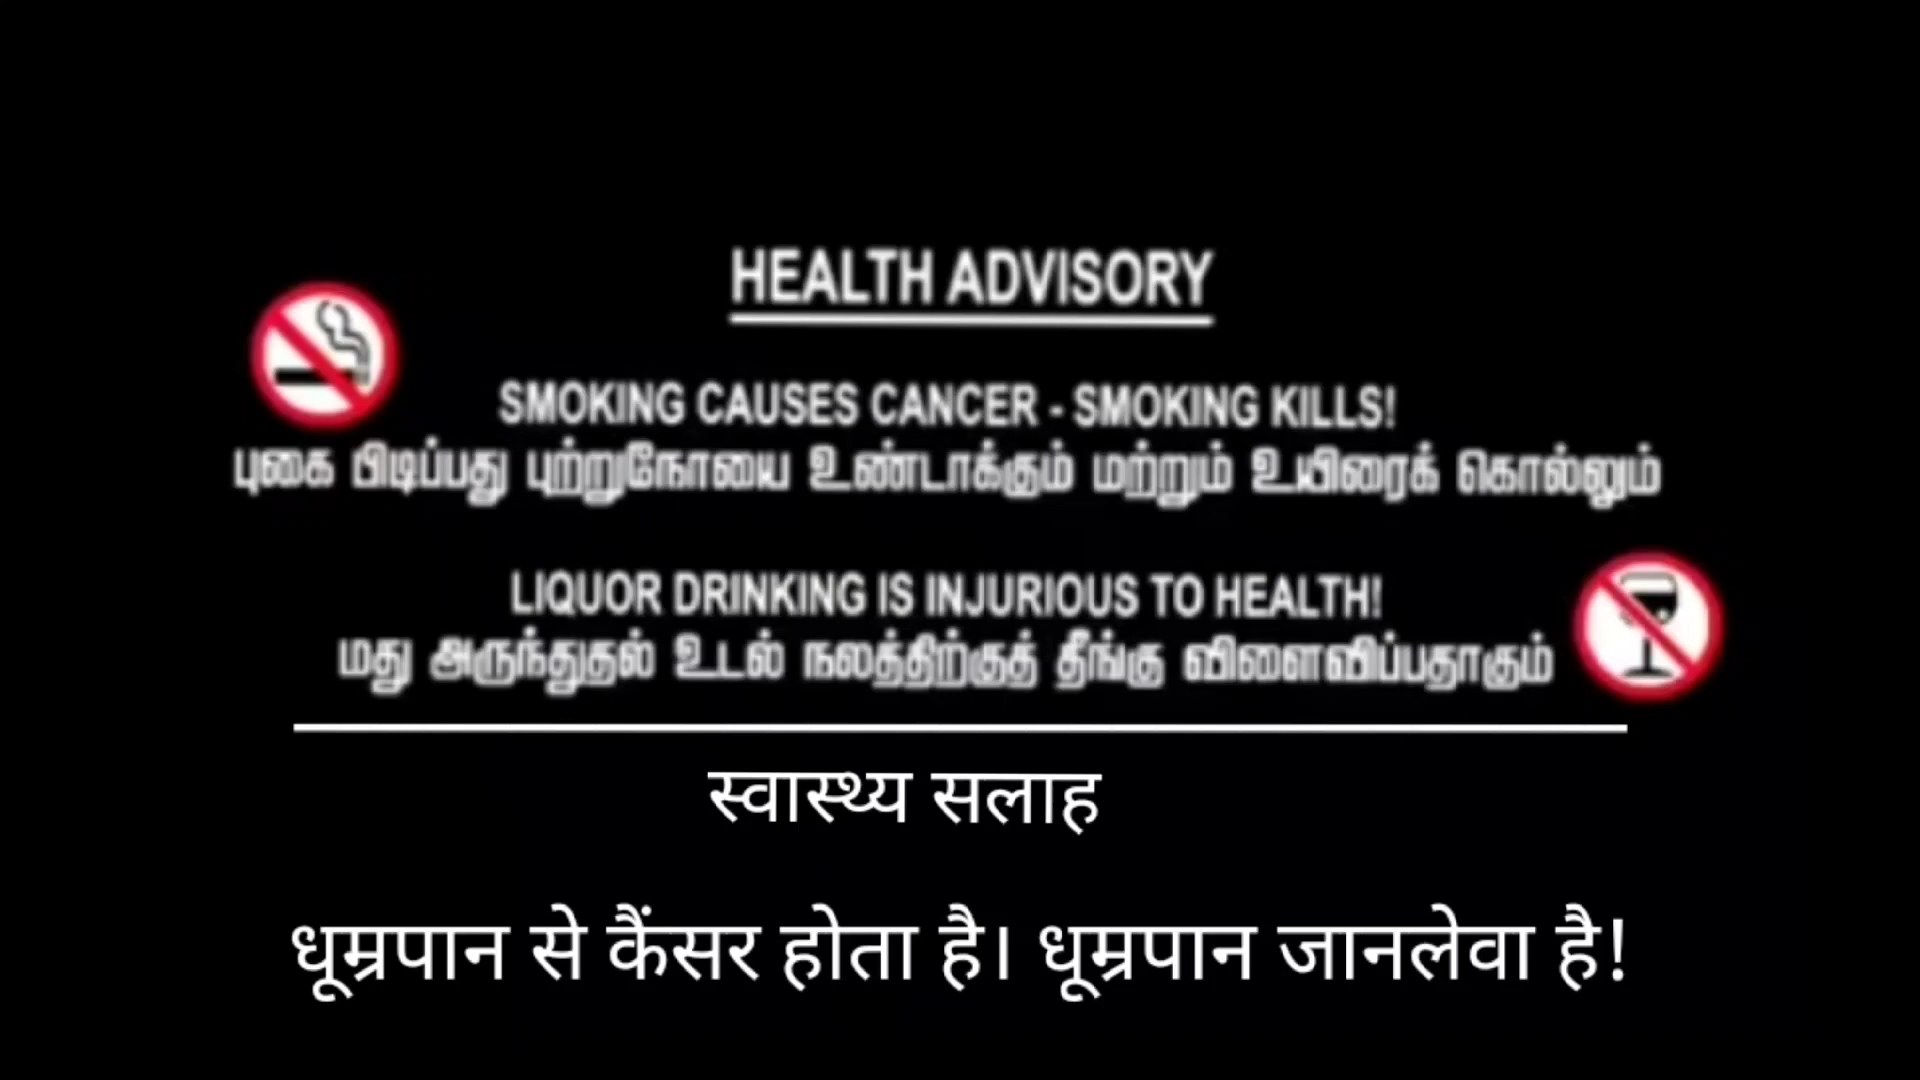 HEALTH ADVISORY
SMOKING CAUSES CANCER - SMOKING KILLS!
புகை பிடிப்பது புற்றுநோயை உண்டாக்கும் மற்றும் உயிரைக் கொல்லும்
LIQUOR DRINKING IS INJURIOUS TO HEALTH!
மது அருந்துதல் உடல் நலத்திற்குத் தீங்கு விளைவிப்பதாகும்
स्वास्थ्य सलाह
धूम्रपान से कैंसर होता है। धूम्रपान जानलेवा है!